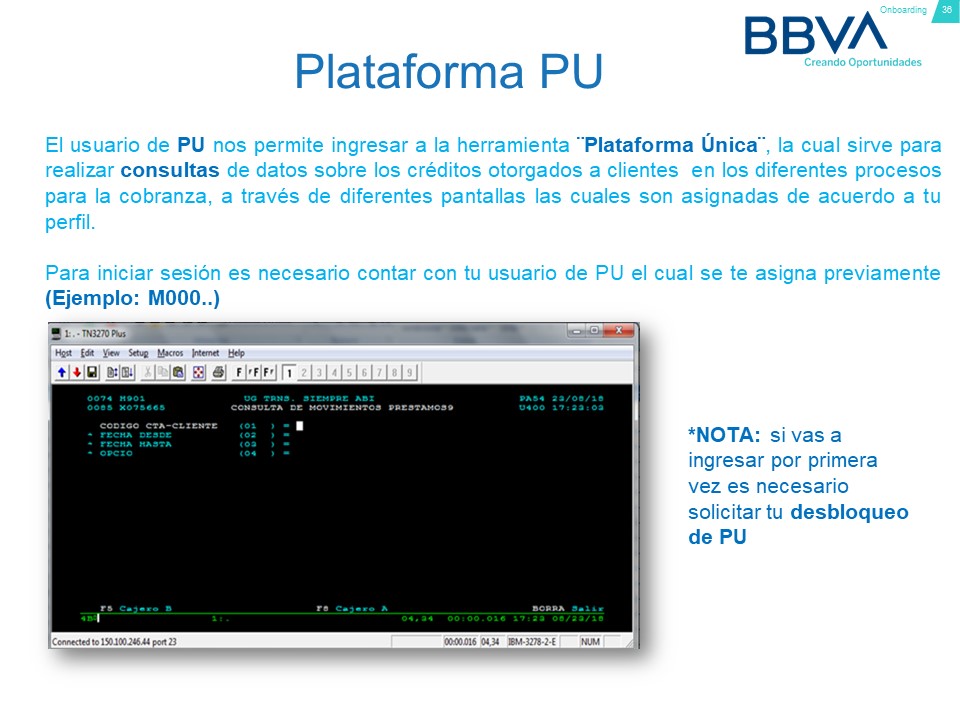 Onboarding 36
BBVA
Creando Oportunidades
Plataforma PU
El usuario de PU nos permite ingresar a la herramienta ¨Plataforma Única¨, la cual sirve para
realizar consultas de datos sobre los créditos otorgados a clientes en los diferentes procesos
para la cobranza, a través de diferentes pantallas las cuales son asignadas de acuerdo a tu
perfil.
Para iniciar sesión es necesario contar con tu usuario de PU el cual se te asigna previamente
(Ejemplo: M000..)
1: . - TN3270 Plus
Host Edit View Setup Macros Internet Help
F rF Fr 1 2 3 4 5 6 7 8 9
0074 H901 UG TRNS. SIEMPRE ABI PA54 23/08/18
0085 X075665 CONSULTA DE MOVIMIENTOS PRESTAMOS9 U400 17:23:03
CODIGO CTA-CLIENTE (01 ) =
* FECHA DESDE (02 ) =
* FECHA HASTA (03 ) =
* OPCIO (04 ) =
F5 Cajero B F8 Cajero A BORRA Salir
1:. 04,34 00:00.016 17:23 08/23/18
Connected to 150.100.246.44 port 23 00:00.016 04,34 IBM-3278-2-E NUM
*NOTA: si vas a
ingresar por primera
vez es necesario
solicitar tu desbloqueo
de PU